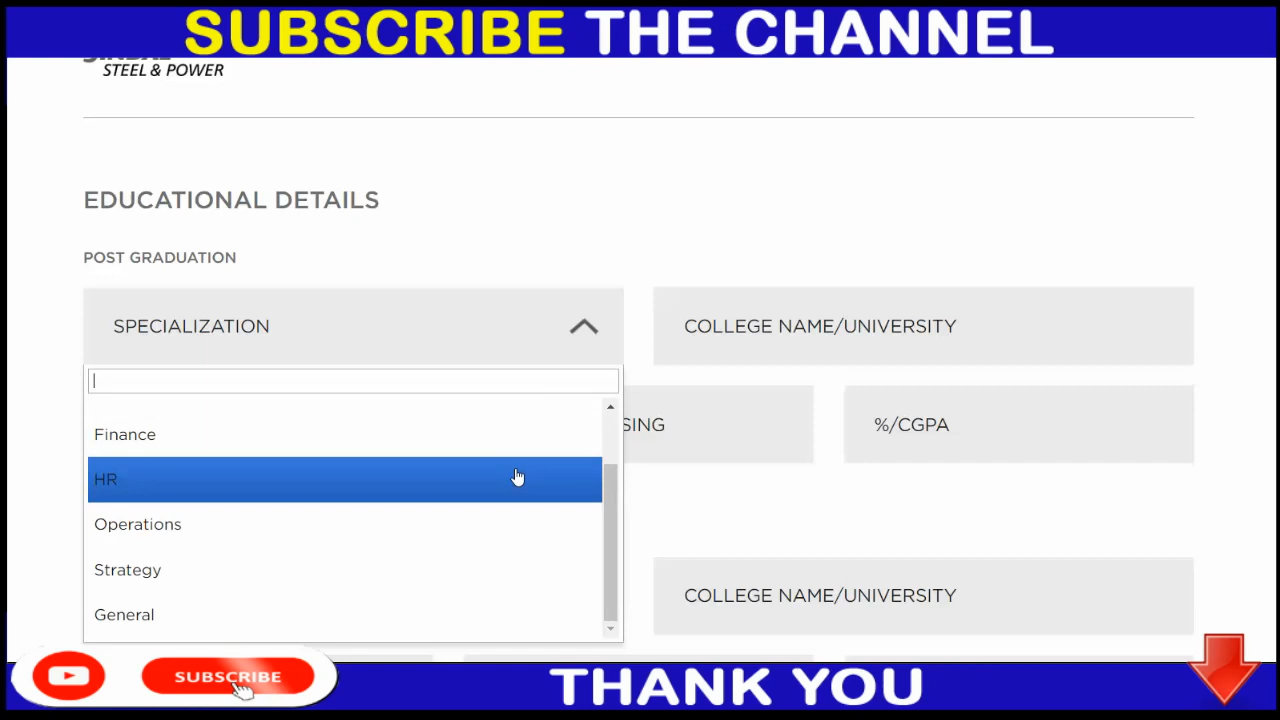 SUBSCRIBE THE CHANNEL
STEEL & POWER
EDUCATIONAL DETAILS
POST GRADUATION
SPECIALIZATION
COLLEGE NAME/UNIVERSITY
SING
%/CGPA
Finance
HR
Operations
Strategy
General
COLLEGE NAME/UNIVERSITY
SUBSCRIBE
THANK YOU